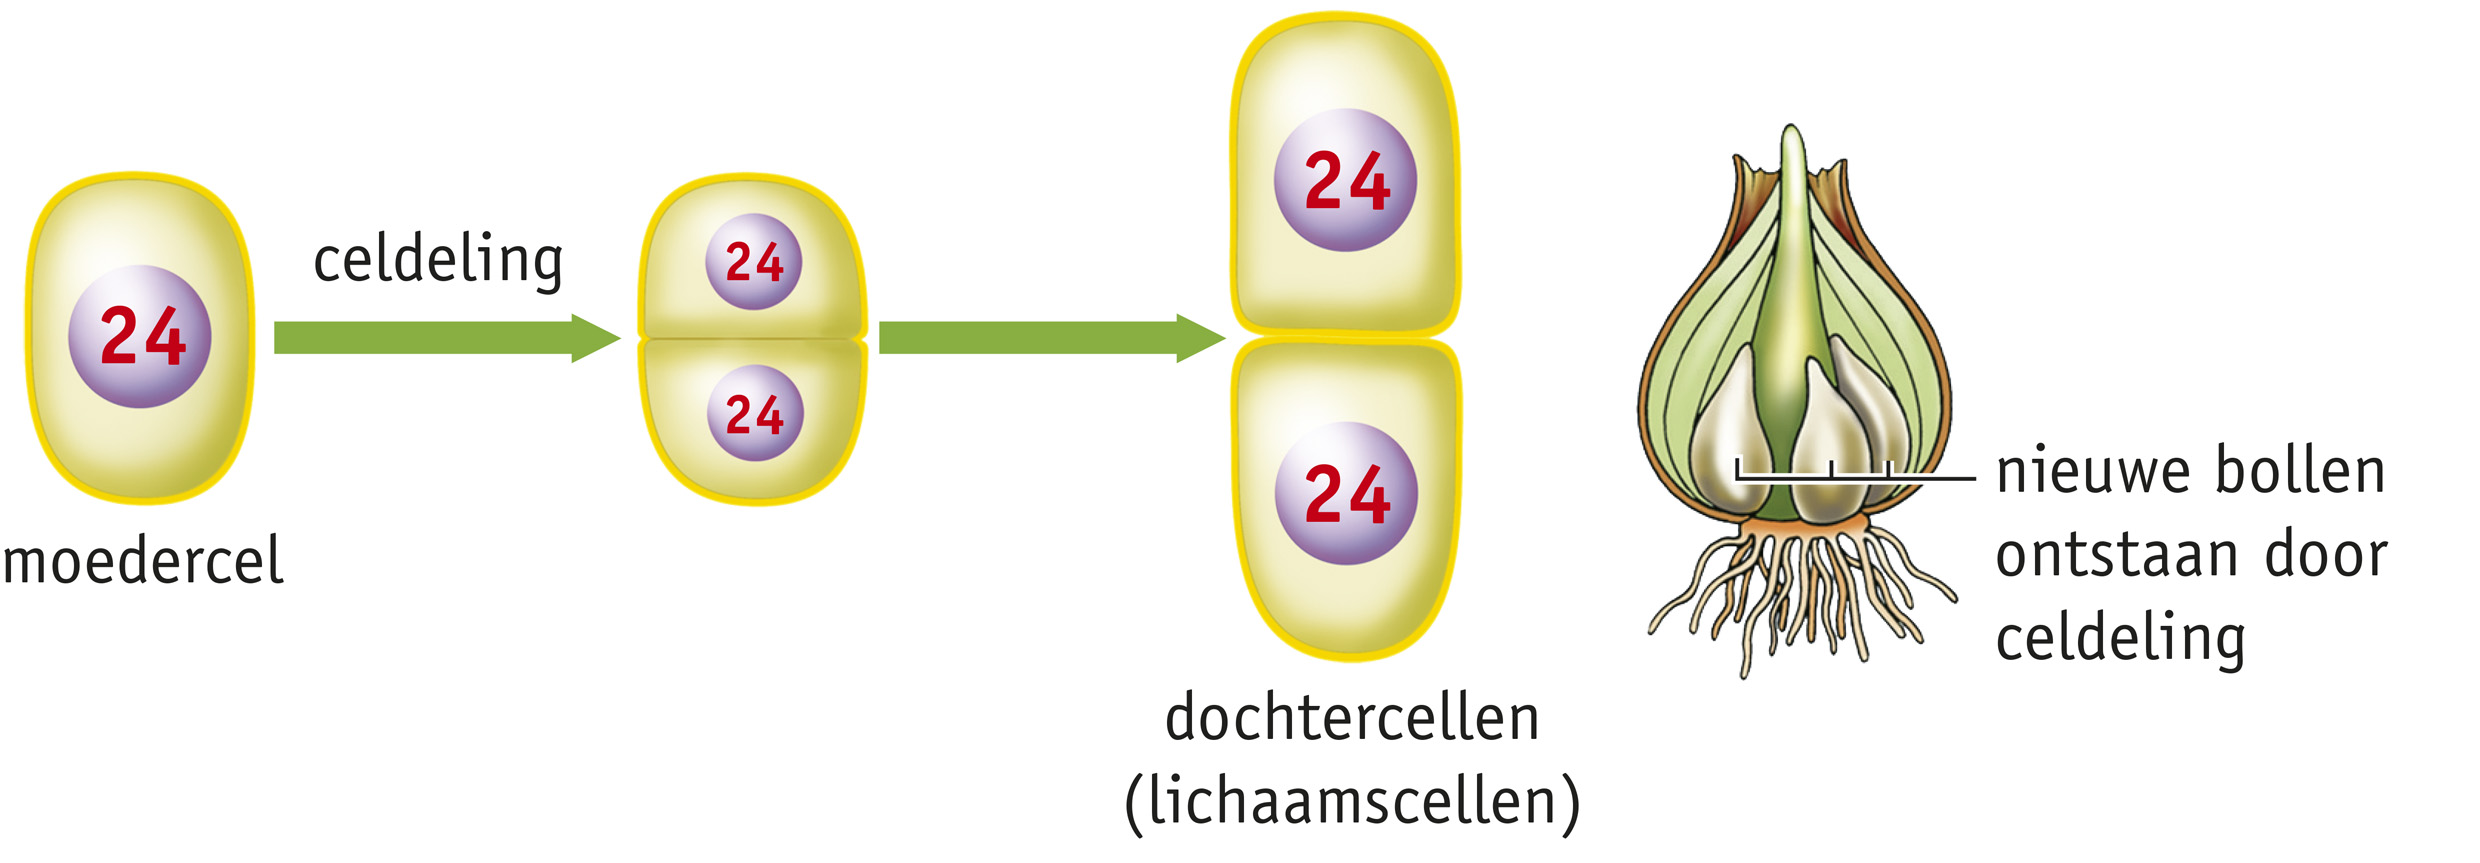 24
moedercel
celdeling
24
24
24
24
dochtercellen
(lichaamscellen)
nieuwe bollen
ontstaan door
celdeling